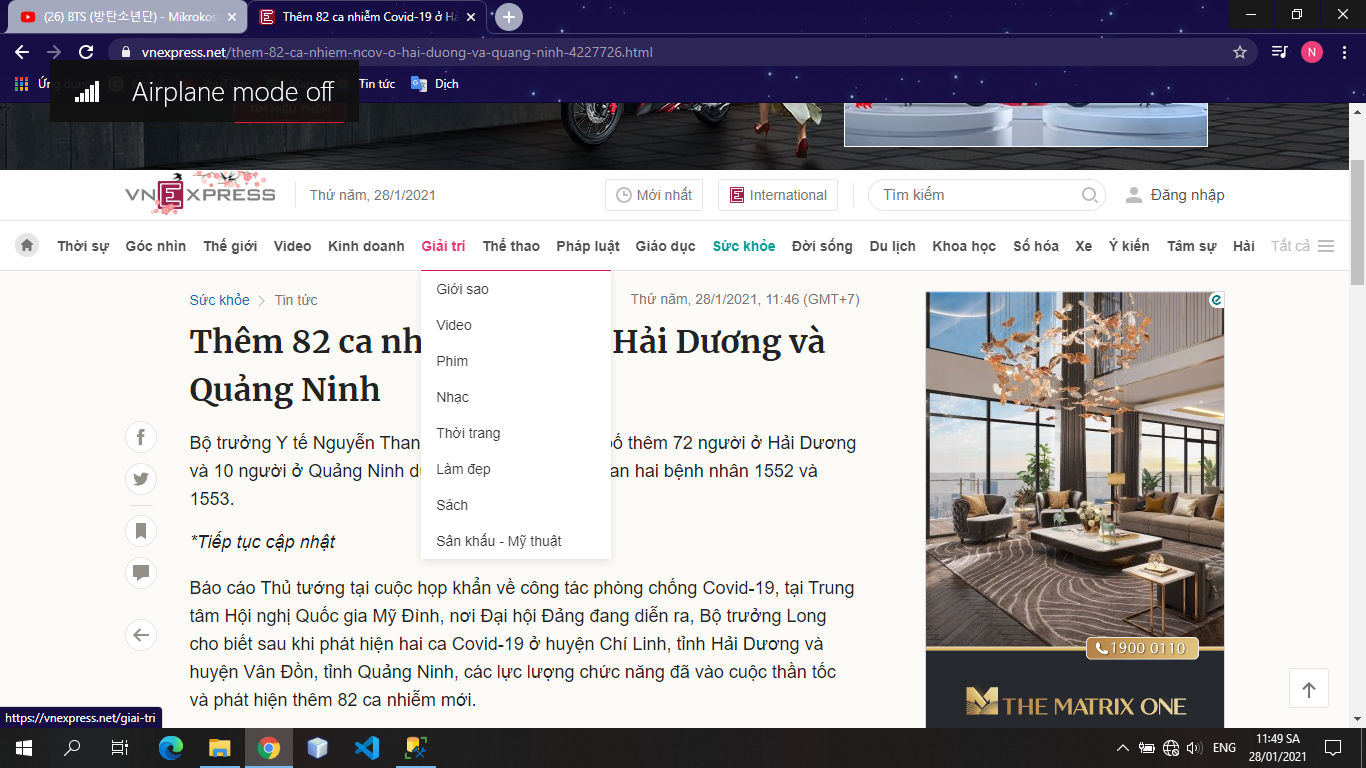 (26) BTS (방탄소년단) - Mikrokos
Thêm 82 ca nhiễm Covid-19 ở Hả
vnexpress.net/them-82-ca-nhiem-ncov-o-hai-duong-va-quang-ninh-4227726.html
N
Tin tức
Dịch
Airplane mode off
VNEXPRESS
Thứ năm, 28/1/2021
Mới nhất
E International
Tìm kiếm
Đăng nhập
Thời sự Góc nhìn Thế giới Video Kinh doanh Giải trí Thể thao Pháp luật Giáo dục Sức khỏe Đời sống Du lịch Khoa học Số hóa Xe Ý kiến Tâm sự Hài Tất cả
Giới sao
Video
Phim
Nhạc
Thời trang
Làm đẹp
Sách
Sân khấu - Mỹ thuật
Sức khỏe Tin tức
Thứ năm, 28/1/2021, 11:46 (GMT+7)
Thêm 82 ca Hải Dương và
Quảng Ninh
Bộ trưởng Y tế Nguyễn thêm 72 người ở Hải Dương
và 10 người ở Quảng Ninh hai bệnh nhân 1552 và
1553.
*Tiếp tục cập nhật
Báo cáo Thủ tướng tại cuộc họp khẩn về công tác phòng chống Covid-19, tại Trung
tâm Hội nghị Quốc gia Mỹ Đình, nơi Đại hội Đảng đang diễn ra, Bộ trưởng Long
cho biết sau khi phát hiện hai ca Covid-19 ở huyện Chí Linh, tỉnh Hải Dương và
huyện Vân Đồn, tỉnh Quảng Ninh, các lực lượng chức năng đã vào cuộc thần tốc
và phát hiện thêm 82 ca nhiễm mới.
1900 0110
THE MATRIX ONE
https://vnexpress.net/giai-tri
ENG
11:49 SA
28/01/2021